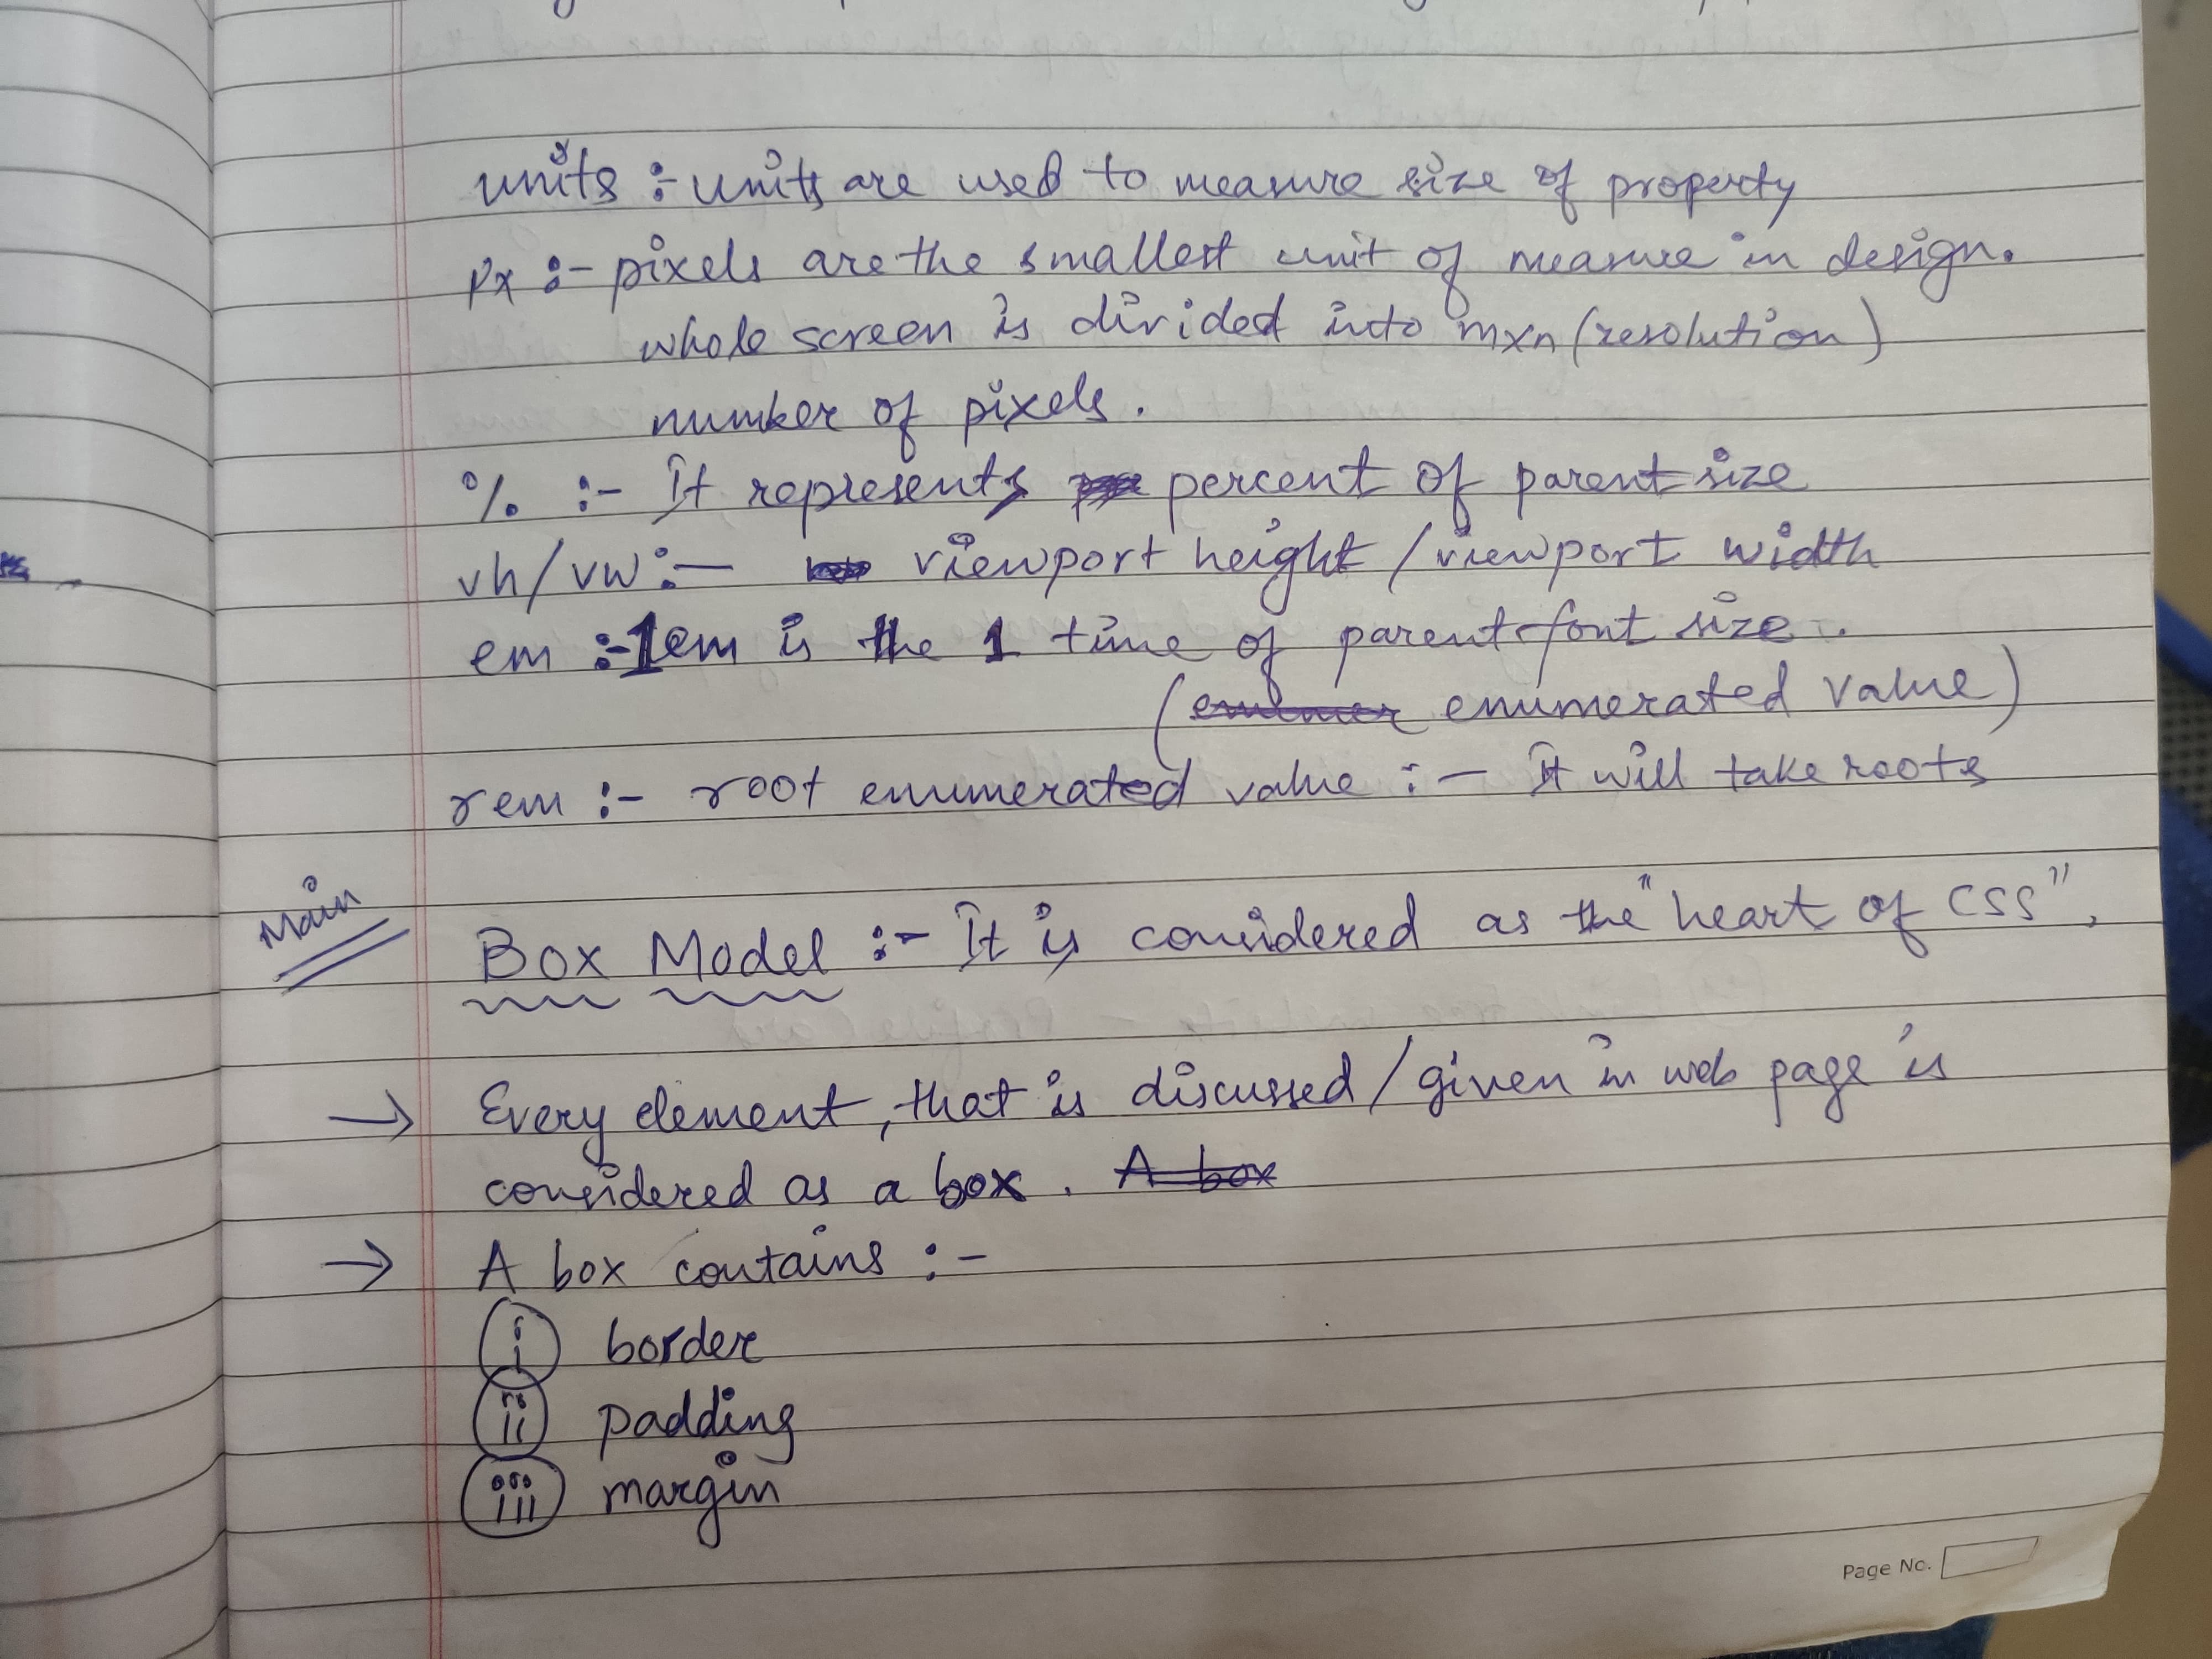 units :- units are used to measure size of property
Px :- pixels are the smallest unit of measure in design.
whole screen is divided into mxn (resolution)
number of pixels.
% :- It represents percent of parent size
vh/vw :- viewport height / viewport width
em :- 1em is the 1 time of parent font size.
(enumerated value)
rem :- root enumerated value :- It will take roots
Main
Box Model :- It is considered as the "heart of CSS",
→ Every element, that is discussed / given in web page is
considered as a box. A box
→ A box contains :-
i border
ii padding
iii margin
Page No.